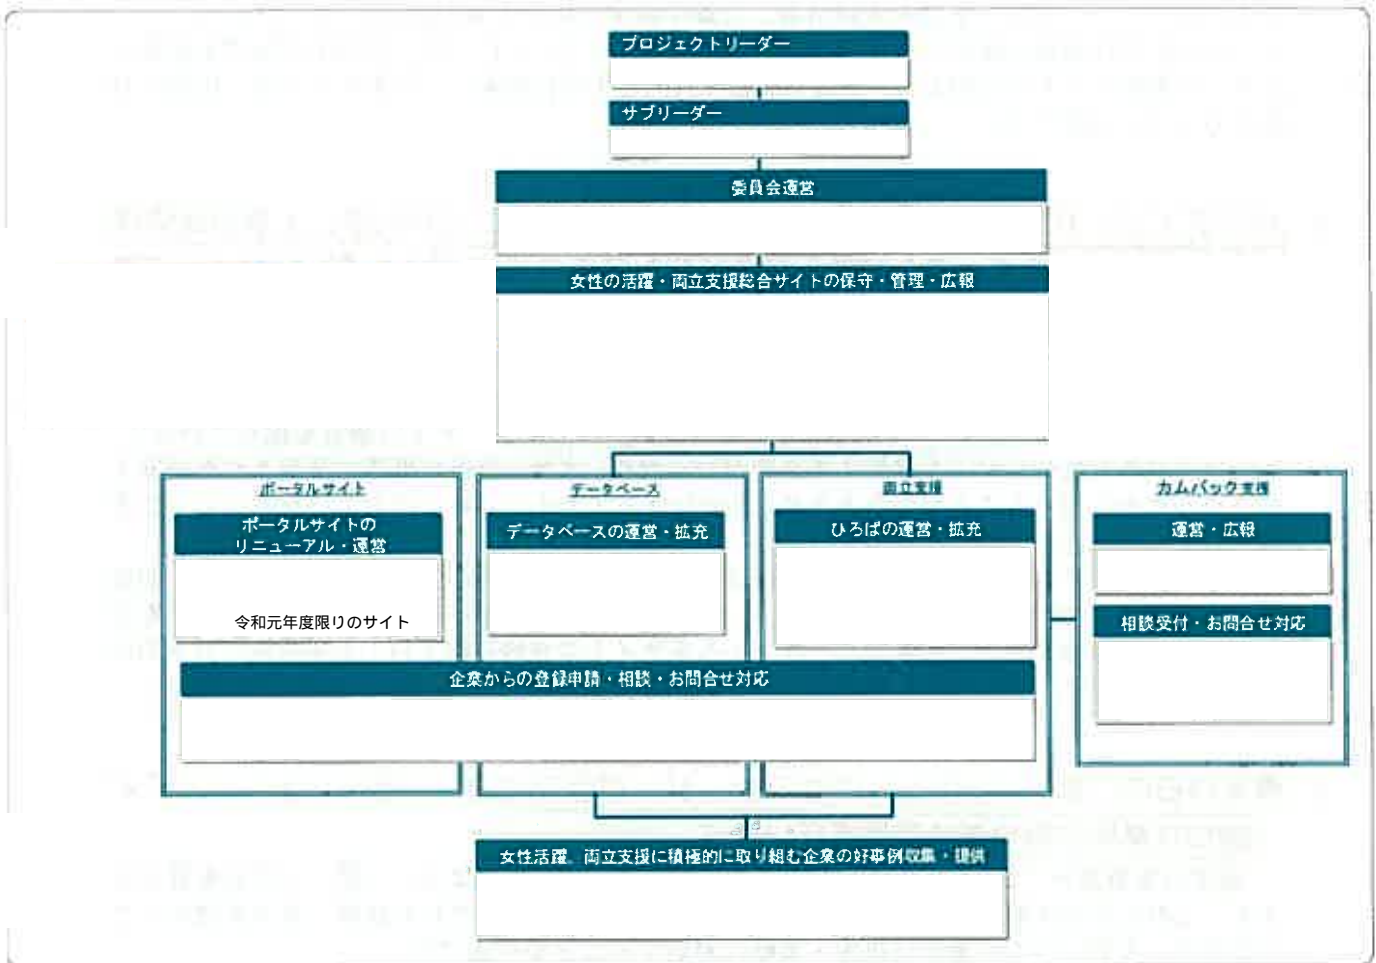 プロジェクトリーダー
サブリーダー
委員会運営
女性の活躍・両立支援総合サイトの保守・管理・広報
ポータルサイト
ポータルサイトの
リニューアル・運営
令和元年度限りのサイト
データベース
データベースの運営・拡充
両立支援
ひろばの運営・拡充
カムバック支援
運営・広報
相談受付・お問合せ対応
企業からの登録申請・相談・お問合せ対応
女性活躍、両立支援に積極的に取り組む企業の好事例収集・提供